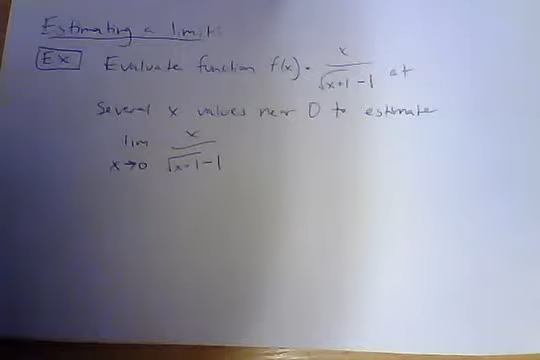 Estimating a limit:
Ex Evaluate function f(x) = x / √(x+1) - 1 at
Several x values near 0 to estimate
lim x→0 x / √(x+1) - 1